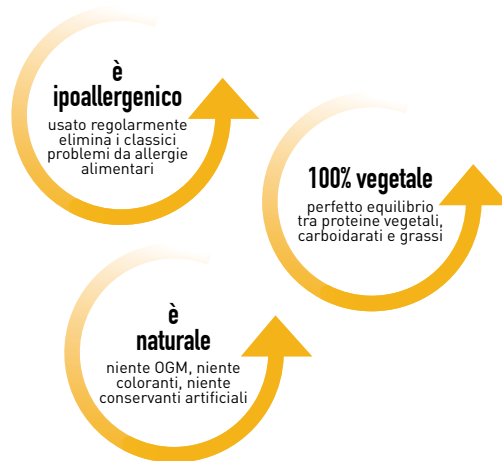 è
ipoallergenico
usato regolarmente
elimina i classici
problemi da allergie
alimentari
100% vegetale
perfetto equilibrio
tra proteine vegetali,
carboidarati e grassi
è
naturale
niente OGM, niente
coloranti, niente
conservanti artificiali